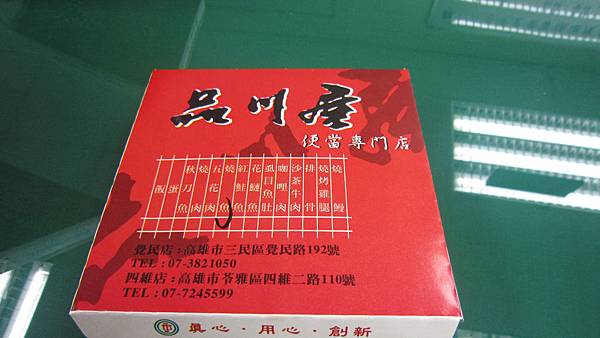 品川屋
便當專門店
燒鰻
燒烤雞腿
排骨
沙茶牛肉
咖哩肉
虱目魚肚
花鰱魚
紅鮭魚
燒魚
五花肉
燒肉
秋刀魚
蛋
飯
覺民店：高雄市三民區覺民路192號
TEL：07-3821050
四維店：高雄市苓雅區四維二路110號
TEL：07-7245599
真心・用心・創新